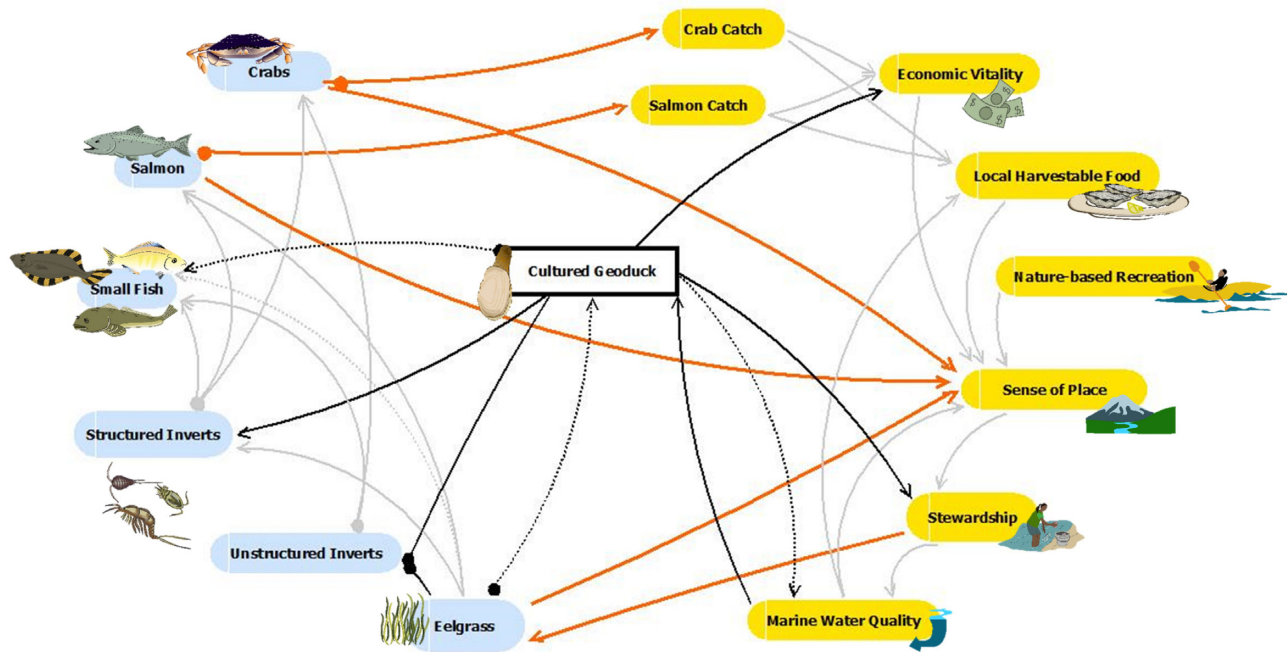 Crab Catch
Crabs
Economic Vitality
Salmon Catch
Salmon
Local Harvestable Food
Cultured Geoduck
Nature-based Recreation
Small Fish
Sense of Place
Structured Inverts
Stewardship
Unstructured Inverts
Marine Water Quality
Eelgrass